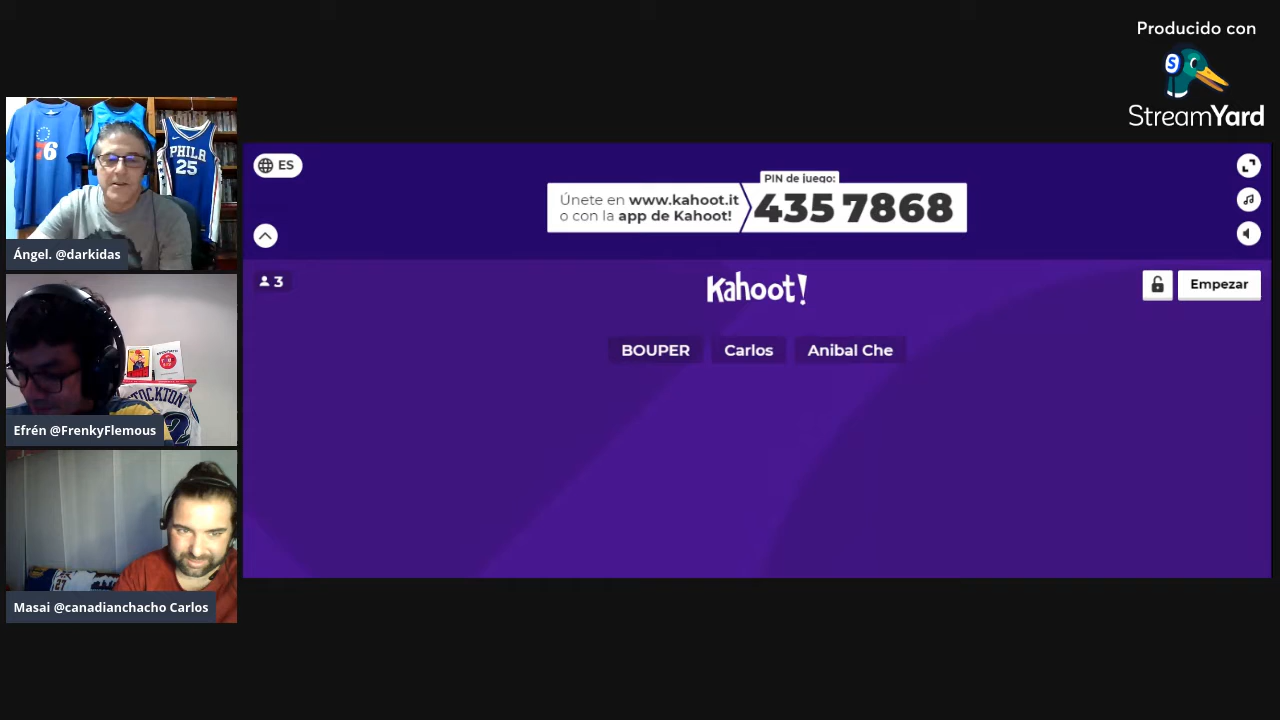 Producido con
StreamYard
PHILA
25
Ángel. @darkidas
STOCKTON
Efrén @FrenkyFlemous
Masai @canadianchacho Carlos
ES
Únete en www.kahoot.it
o con la app de Kahoot!
PIN de juego:
435 7868
3
Kahoot!
Empezar
BOUPER
Carlos
Anibal Che